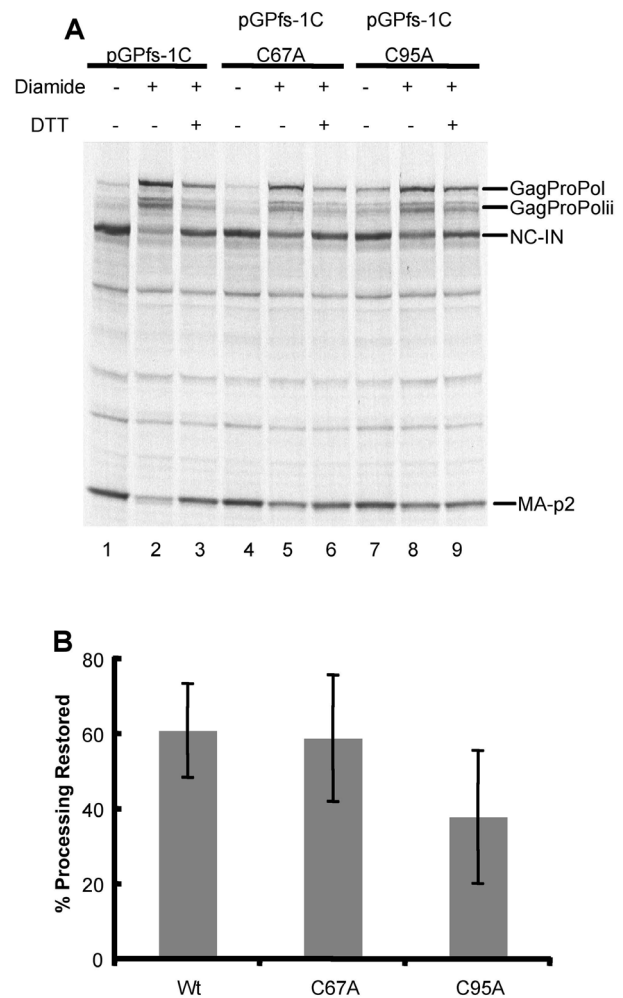 A
pGPfs-1C pGPfs-1C
pGPfs-1C C67A C95A
Diamide - + + - + + - + +
DTT - - + - - + - - +
GagProPol
GagProPolii
NC-IN
MA-p2
1 2 3 4 5 6 7 8 9
B
% Processing Restored
80
60
40
20
0
Wt C67A C95A